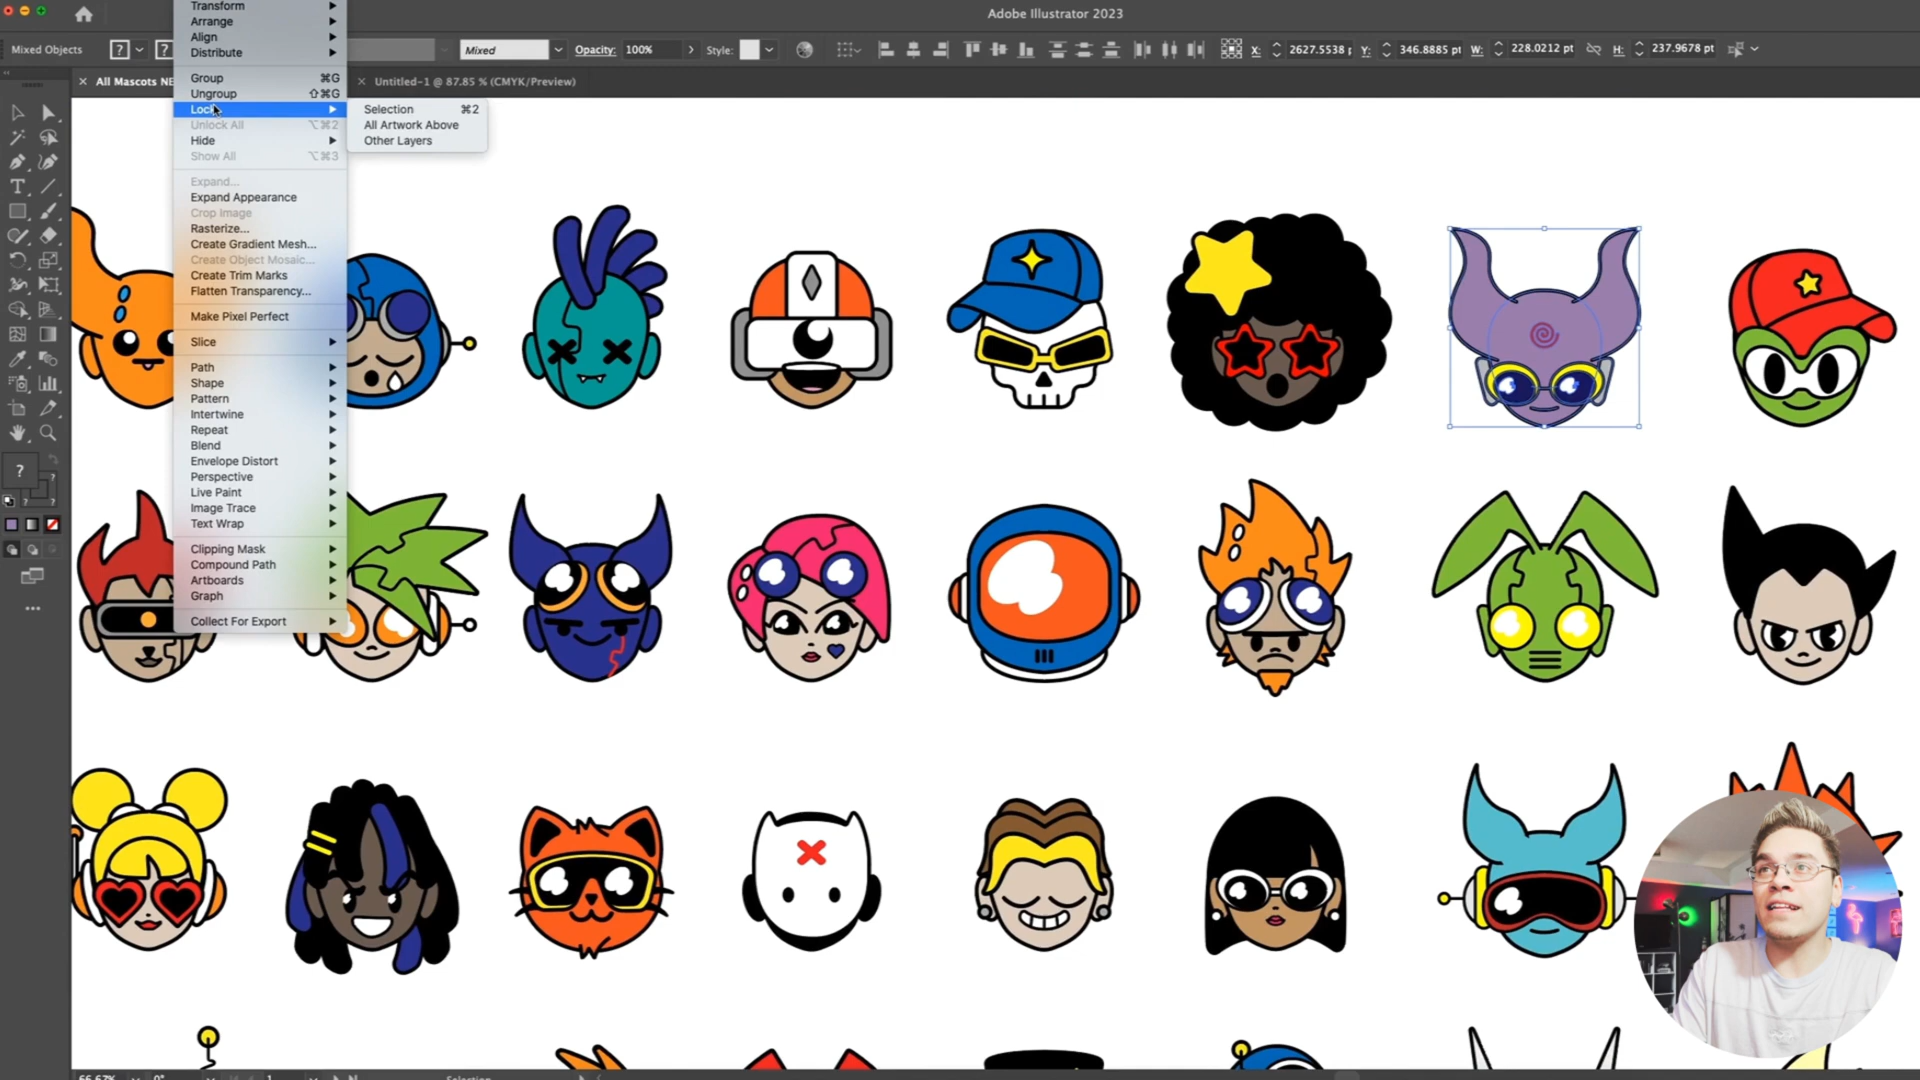 Adobe Illustrator 2023
Transform
Arrange
Align
Distribute
Mixed Objects
?
?
Mixed
Opacity: 100%
Style:
X: 2627.5538 p
Y: 346.8885 pt
W: 228.0212 pt
H: 237.9678 pt
All Mascots NE
Untitled-1 @ 87.85 % (CMYK/Preview)
Group ⌘G
Ungroup ⇧⌘G
Lock
Selection ⌘2
All Artwork Above
Other Layers
Unlock All ⌥⌘2
Hide
Show All ⌥⌘3
Expand...
Expand Appearance
Crop Image
Rasterize...
Create Gradient Mesh...
Create Object Mosaic...
Create Trim Marks
Flatten Transparency...
Make Pixel Perfect
Slice
Path
Shape
Pattern
Intertwine
Repeat
Blend
Envelope Distort
Perspective
Live Paint
Image Trace
Text Wrap
Clipping Mask
Compound Path
Artboards
Graph
Collect For Export
?
66.67%
0°
1
Selection